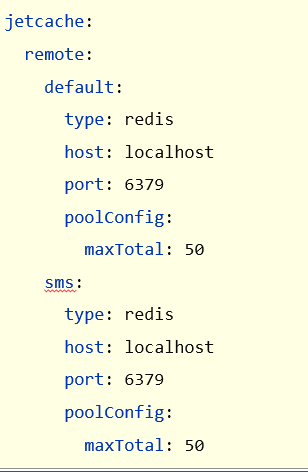 jetcache:
  remote:
    default:
      type: redis
      host: localhost
      port: 6379
      poolConfig:
        maxTotal: 50
    sms:
      type: redis
      host: localhost
      port: 6379
      poolConfig:
        maxTotal: 50